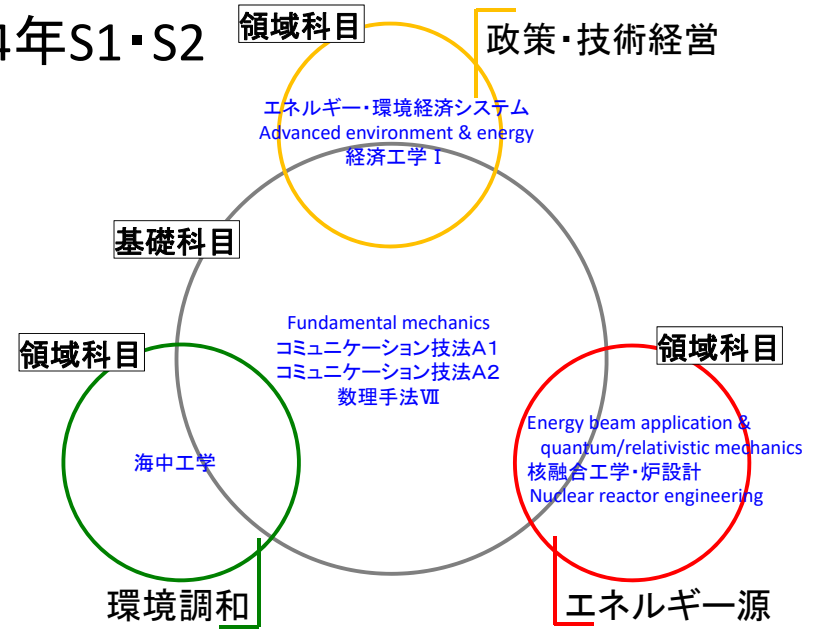 4年S1・S2
領域科目
政策・技術経営
エネルギー・環境経済システム
Advanced environment & energy
経済工学Ⅰ
基礎科目
Fundamental mechanics
コミュニケーション技法A1
コミュニケーション技法A2
数理手法Ⅶ
領域科目
海中工学
環境調和
領域科目
Energy beam application &
quantum/relativistic mechanics
核融合工学・炉設計
Nuclear reactor engineering
エネルギー源